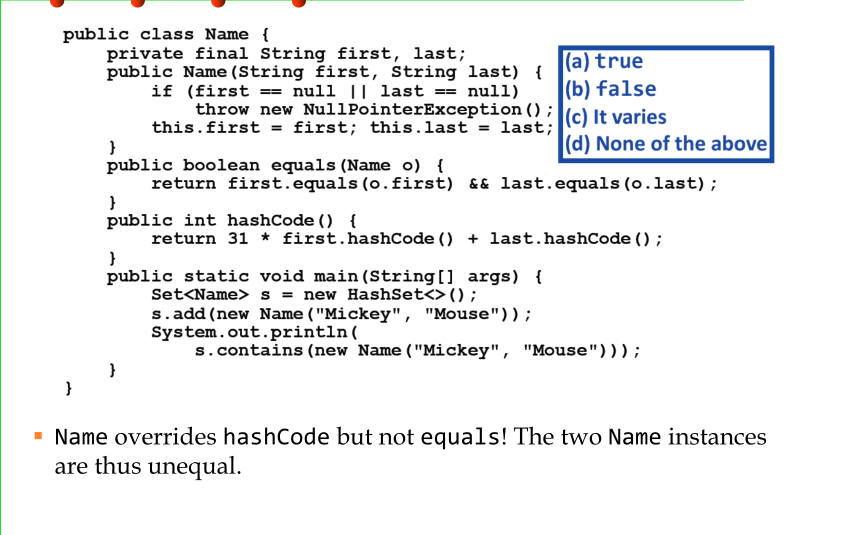 public class Name {
private final String first, last;
public Name(String first, String last) {
if (first == null || last == null)
throw new NullPointerException();
this.first = first; this.last = last;
}
public boolean equals(Name o) {
return first.equals(o.first) && last.equals(o.last);
}
public int hashCode() {
return 31 * first.hashCode() + last.hashCode();
}
public static void main(String[] args) {
Set<Name> s = new HashSet<>();
s.add(new Name("Mickey", "Mouse"));
System.out.println(
s.contains(new Name("Mickey", "Mouse")));
}
}
(a) true
(b) false
(c) It varies
(d) None of the above
Name overrides hashCode but not equals! The two Name instances
are thus unequal.